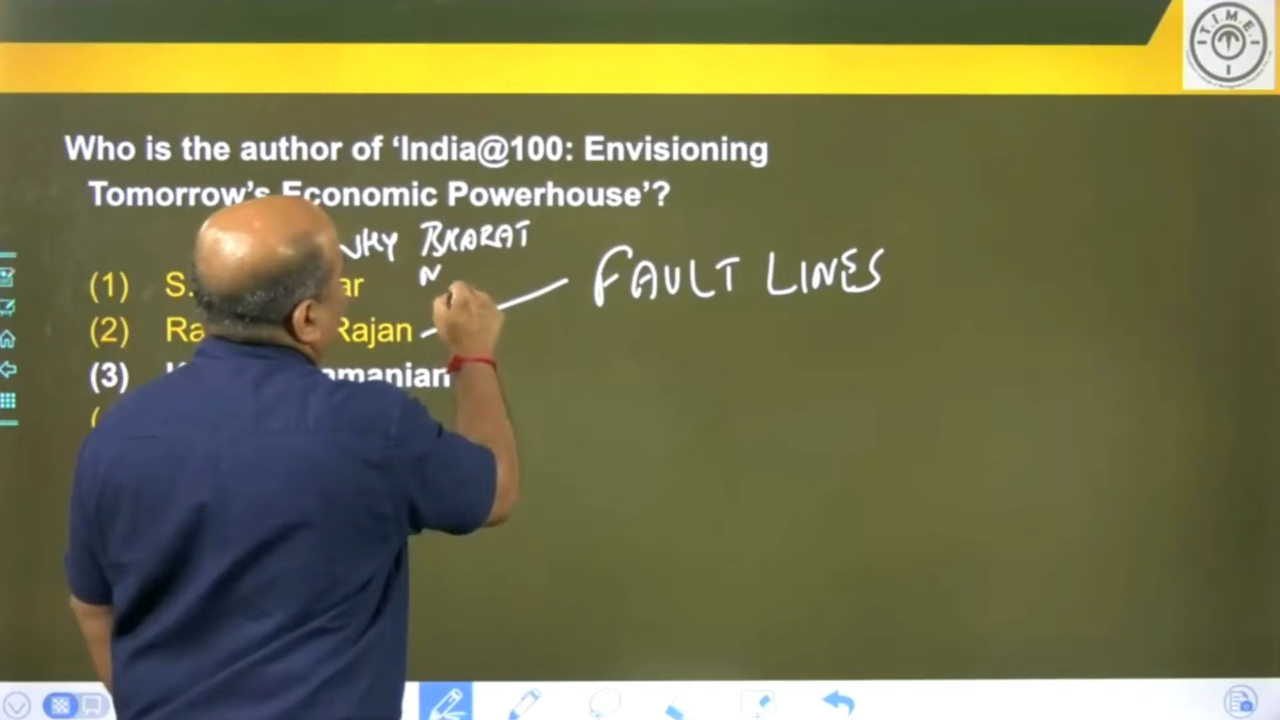 T.I.M.E.
Who is the author of ‘India@100: Envisioning
Tomorrow’s Economic Powerhouse’?
BHARAT
N
(1) S. ar
FAULT LINES
(2) Ra Rajan
(3) manian